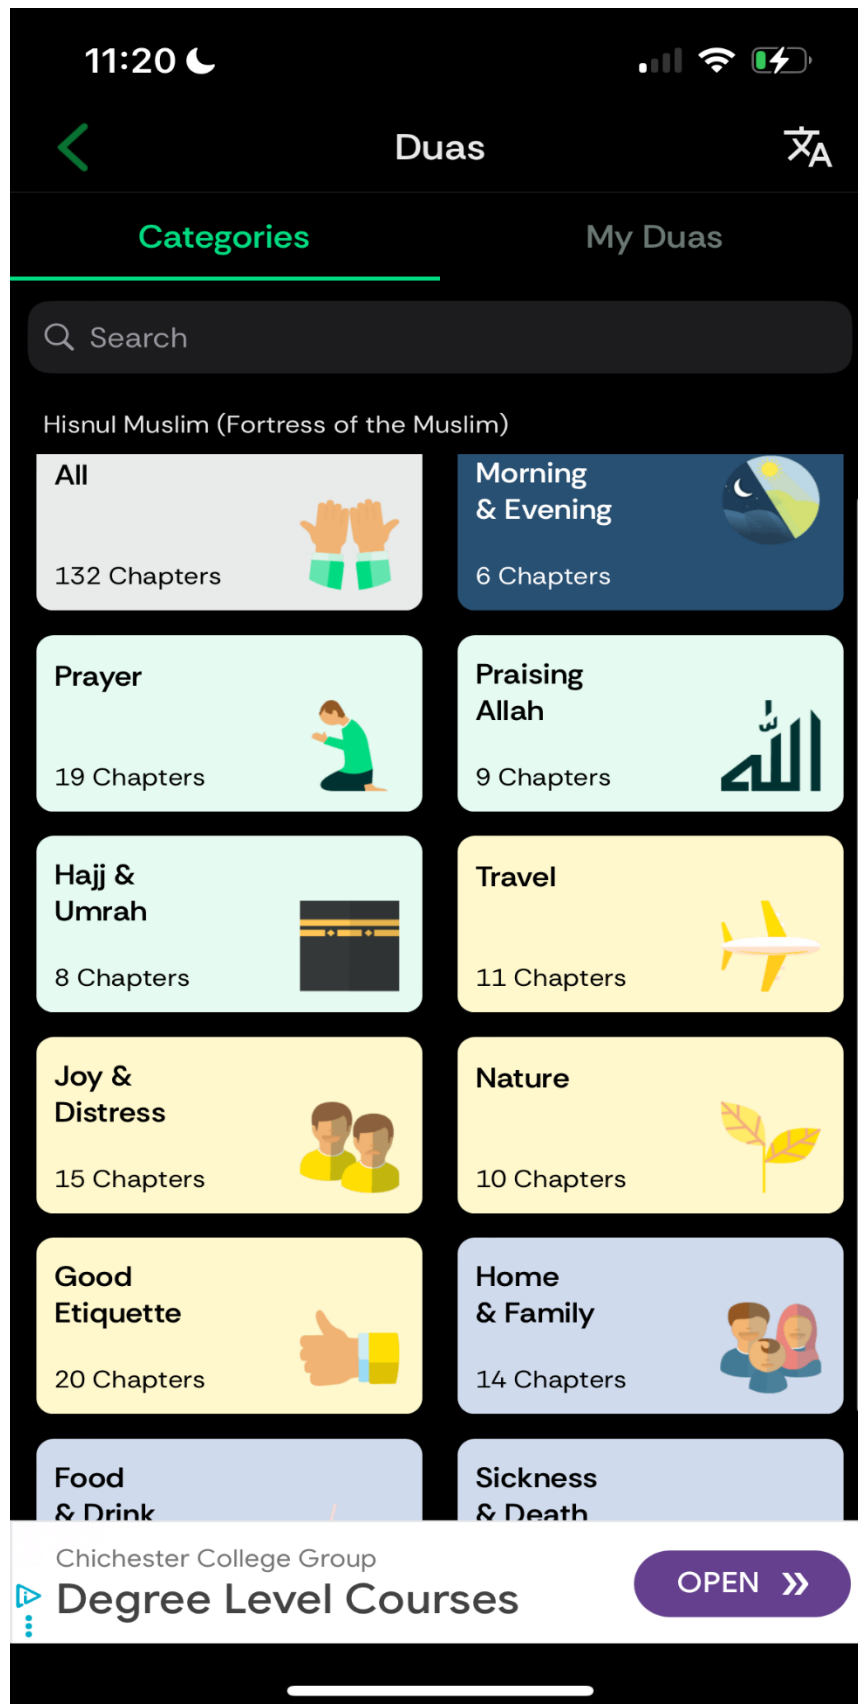 11:20
Duas
Categories
My Duas
Search
Hisnul Muslim (Fortress of the Muslim)
All
132 Chapters
Morning
& Evening
6 Chapters
Prayer
19 Chapters
Praising
Allah
9 Chapters
الله
Hajj &
Umrah
8 Chapters
Travel
11 Chapters
Joy &
Distress
15 Chapters
Nature
10 Chapters
Good
Etiquette
20 Chapters
Home
& Family
14 Chapters
Food
& Drink
Sickness
& Death
Chichester College Group
Degree Level Courses
OPEN